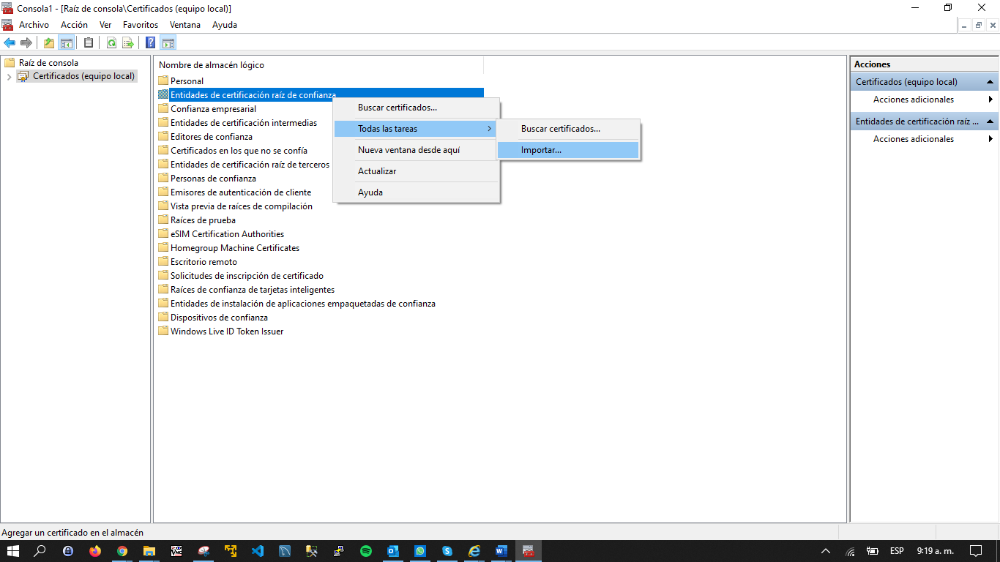 Consola1 - [Raíz de consola\Certificados (equipo local)]
Archivo Acción Ver Favoritos Ventana Ayuda
Raíz de consola
Certificados (equipo local)
Nombre de almacén lógico
Personal
Entidades de certificación raíz de confianza
Confianza empresarial
Entidades de certificación intermedias
Editores de confianza
Certificados en los que no se confía
Entidades de certificación raíz de terceros
Personas de confianza
Emisores de autenticación de cliente
Vista previa de raíces de compilación
Raíces de prueba
eSIM Certification Authorities
Homegroup Machine Certificates
Escritorio remoto
Solicitudes de inscripción de certificado
Raíces de confianza de tarjetas inteligentes
Entidades de instalación de aplicaciones empaquetadas de confianza
Dispositivos de confianza
Windows Live ID Token Issuer
Buscar certificados...
Todas las tareas
Nueva ventana desde aquí
Actualizar
Ayuda
Buscar certificados...
Importar...
Acciones
Certificados (equipo local)
Acciones adicionales
Entidades de certificación raíz ...
Acciones adicionales
Agregar un certificado en el almacén
ESP 9:19 a. m.